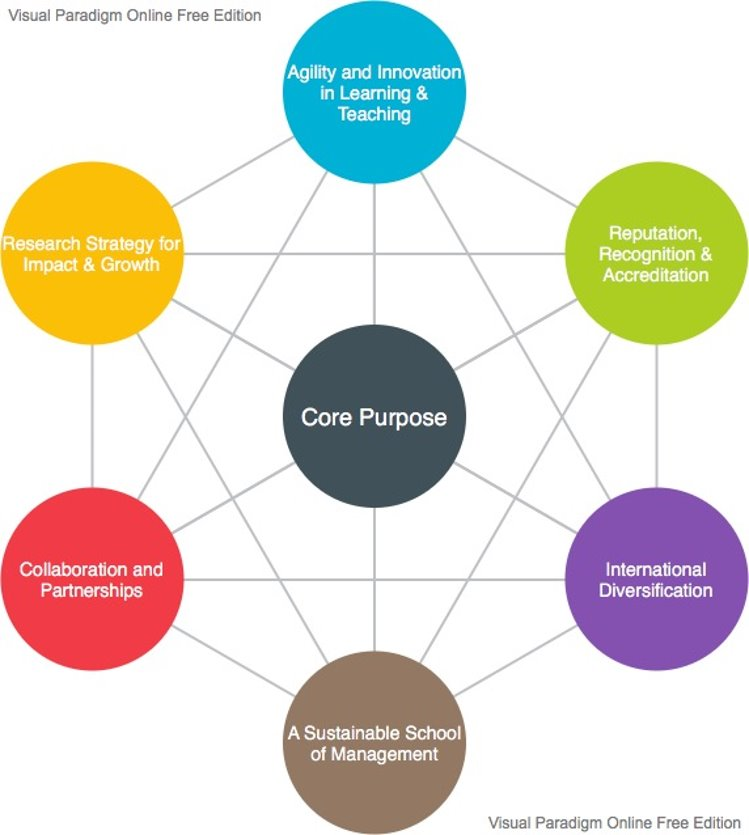 Visual Paradigm Online Free Edition
Agility and Innovation
in Learning &
Teaching
Research Strategy for
Impact & Growth
Reputation,
Recognition &
Accreditation
Core Purpose
Collaboration and
Partnerships
International
Diversification
A Sustainable School
of Management
Visual Paradigm Online Free Edition